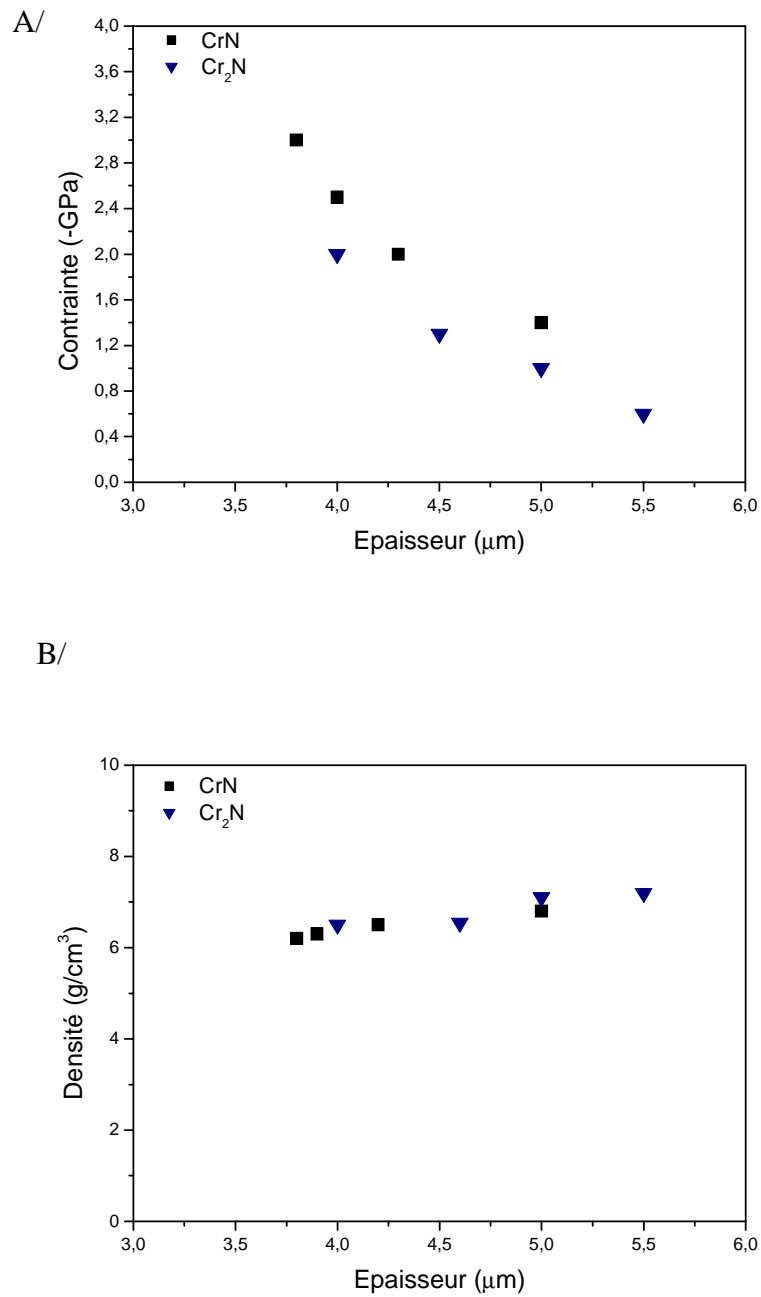 A/
4,0
CrN
Cr₂N
3,6
3,2
2,8
2,4
2,0
1,6
1,2
0,8
0,4
0,0
Contrainte (-GPa)
3,0 3,5 4,0 4,5 5,0 5,5 6,0
Epaisseur (μm)
B/
10
CrN
Cr₂N
8
6
4
2
0
Densité (g/cm³)
3,0 3,5 4,0 4,5 5,0 5,5 6,0
Epaisseur (μm)